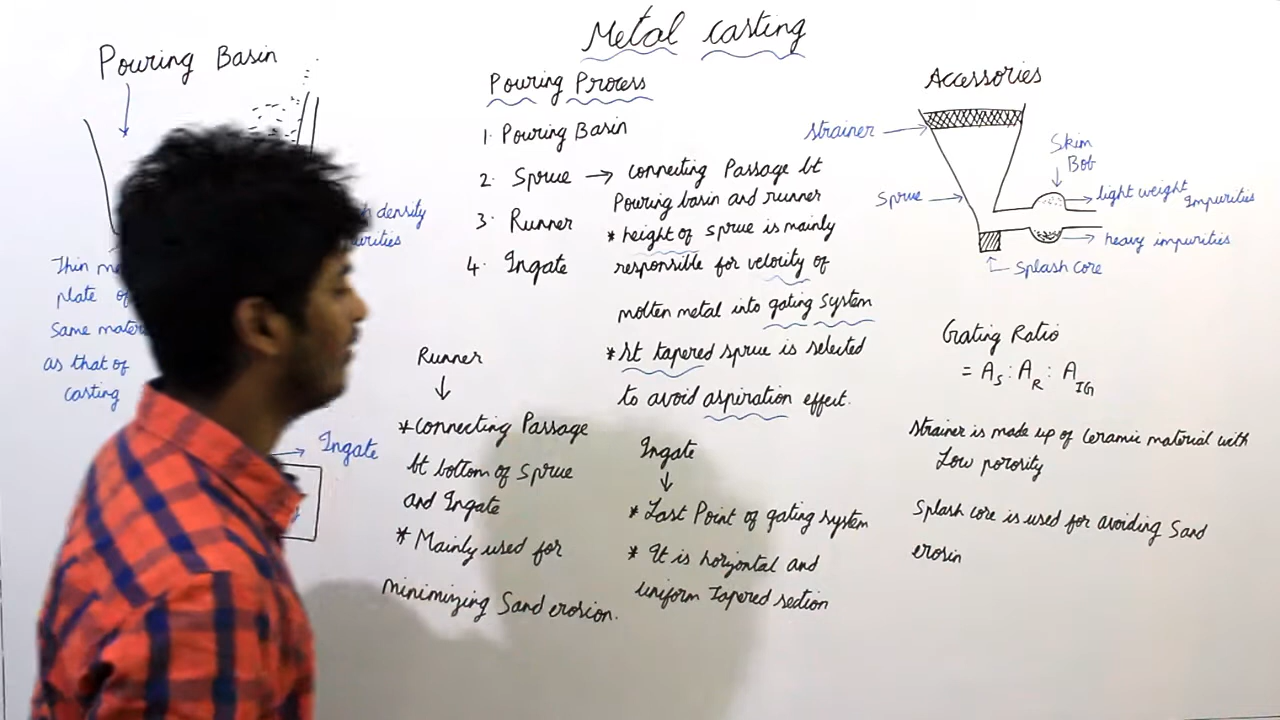 Metal casting
Pouring Basin
density
Thin
plate of
Same
as that of
casting
Ingate
Pouring Process
1. Pouring Basin
2. Sprue → connecting Passage bt
Pouring basin and runner
3. Runner
* height of sprue is mainly
4. Ingate
responsible for velocity of
molten metal into gating system
* St tapered sprue is selected
to avoid aspiration effect.
Runner
↓
* connecting Passage
bt bottom of sprue
and Ingate
* Mainly used for
minimizing Sand erosion.
Ingate
↓
* Last Point of gating system
* It is horizontal and
uniform Tapered section
Accessories
strainer
Skim
Bob
Sprue
light weight Impurities
heavy impurities
Splash core
Grating Ratio
= AS : AR : AIG
Strainer is made up of ceramic material with
Low porosity
Splash core is used for avoiding Sand
erosin